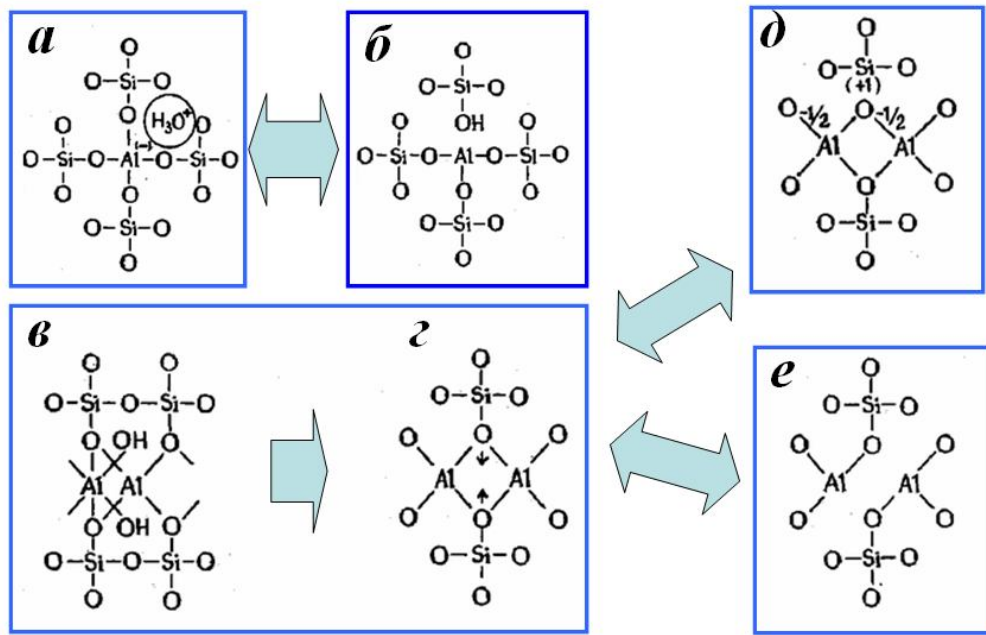 а
O
O–Si–O
O H₃O⁺
O O
O–Si–O–Al–O–Si–O
O O O
O–Si–O
O
б
O
O–Si–O
O OH O
O–Si–O–Al–O–Si–O
O O O
O–Si–O
O
д
O
O–Si–O
(+1)
O -1/2 O -1/2 O
Al Al
O O O
O–Si–O
O
в
O O
O–Si–O–Si–O
O OH O
Al Al
O OH O
O–Si–O–Si–O
O O
г
O
O–Si–O
O O O
Al Al
O O O
O–Si–O
O
е
O
O–Si–O
O O O
Al Al
O O O
O–Si–O
O